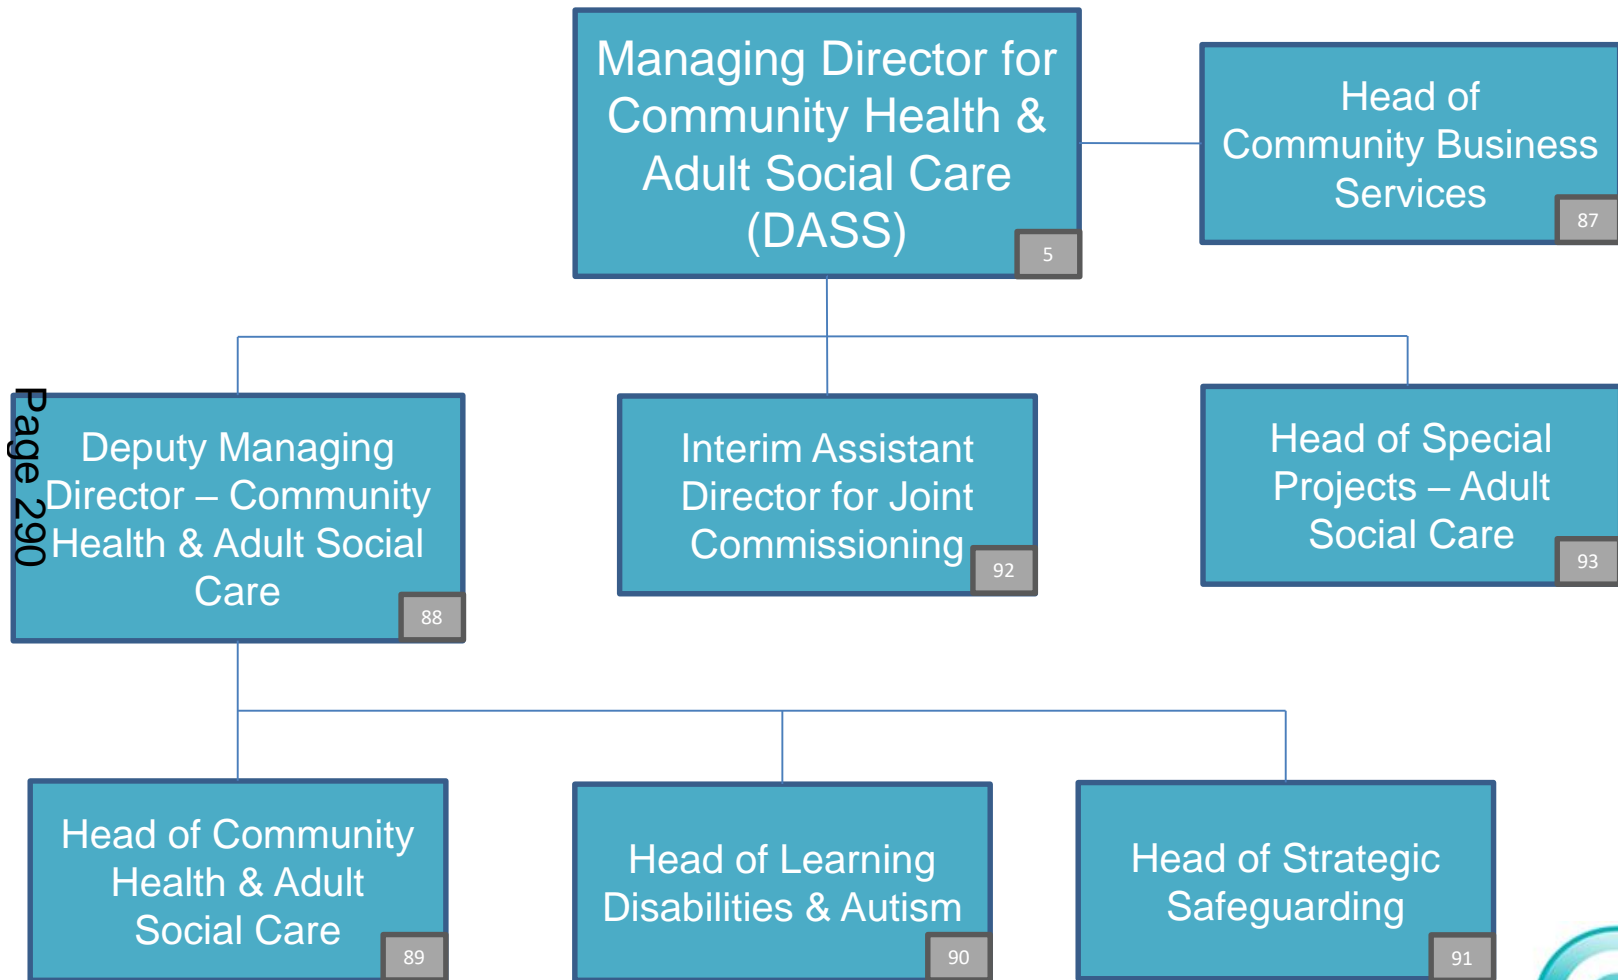 Managing Director for
Community Health &
Adult Social Care
(DASS)
5
Head of
Community Business
Services
87
Page 290
Deputy Managing
Director – Community
Health & Adult Social
Care
88
Interim Assistant
Director for Joint
Commissioning
92
Head of Special
Projects – Adult
Social Care
93
Head of Community
Health & Adult
Social Care
89
Head of Learning
Disabilities & Autism
90
Head of Strategic
Safeguarding
91